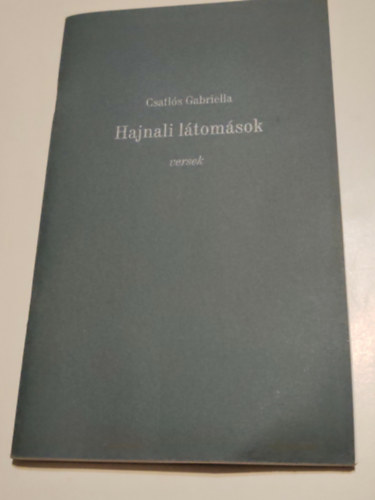 Csatlós Gabriella
Hajnali látomások
versek